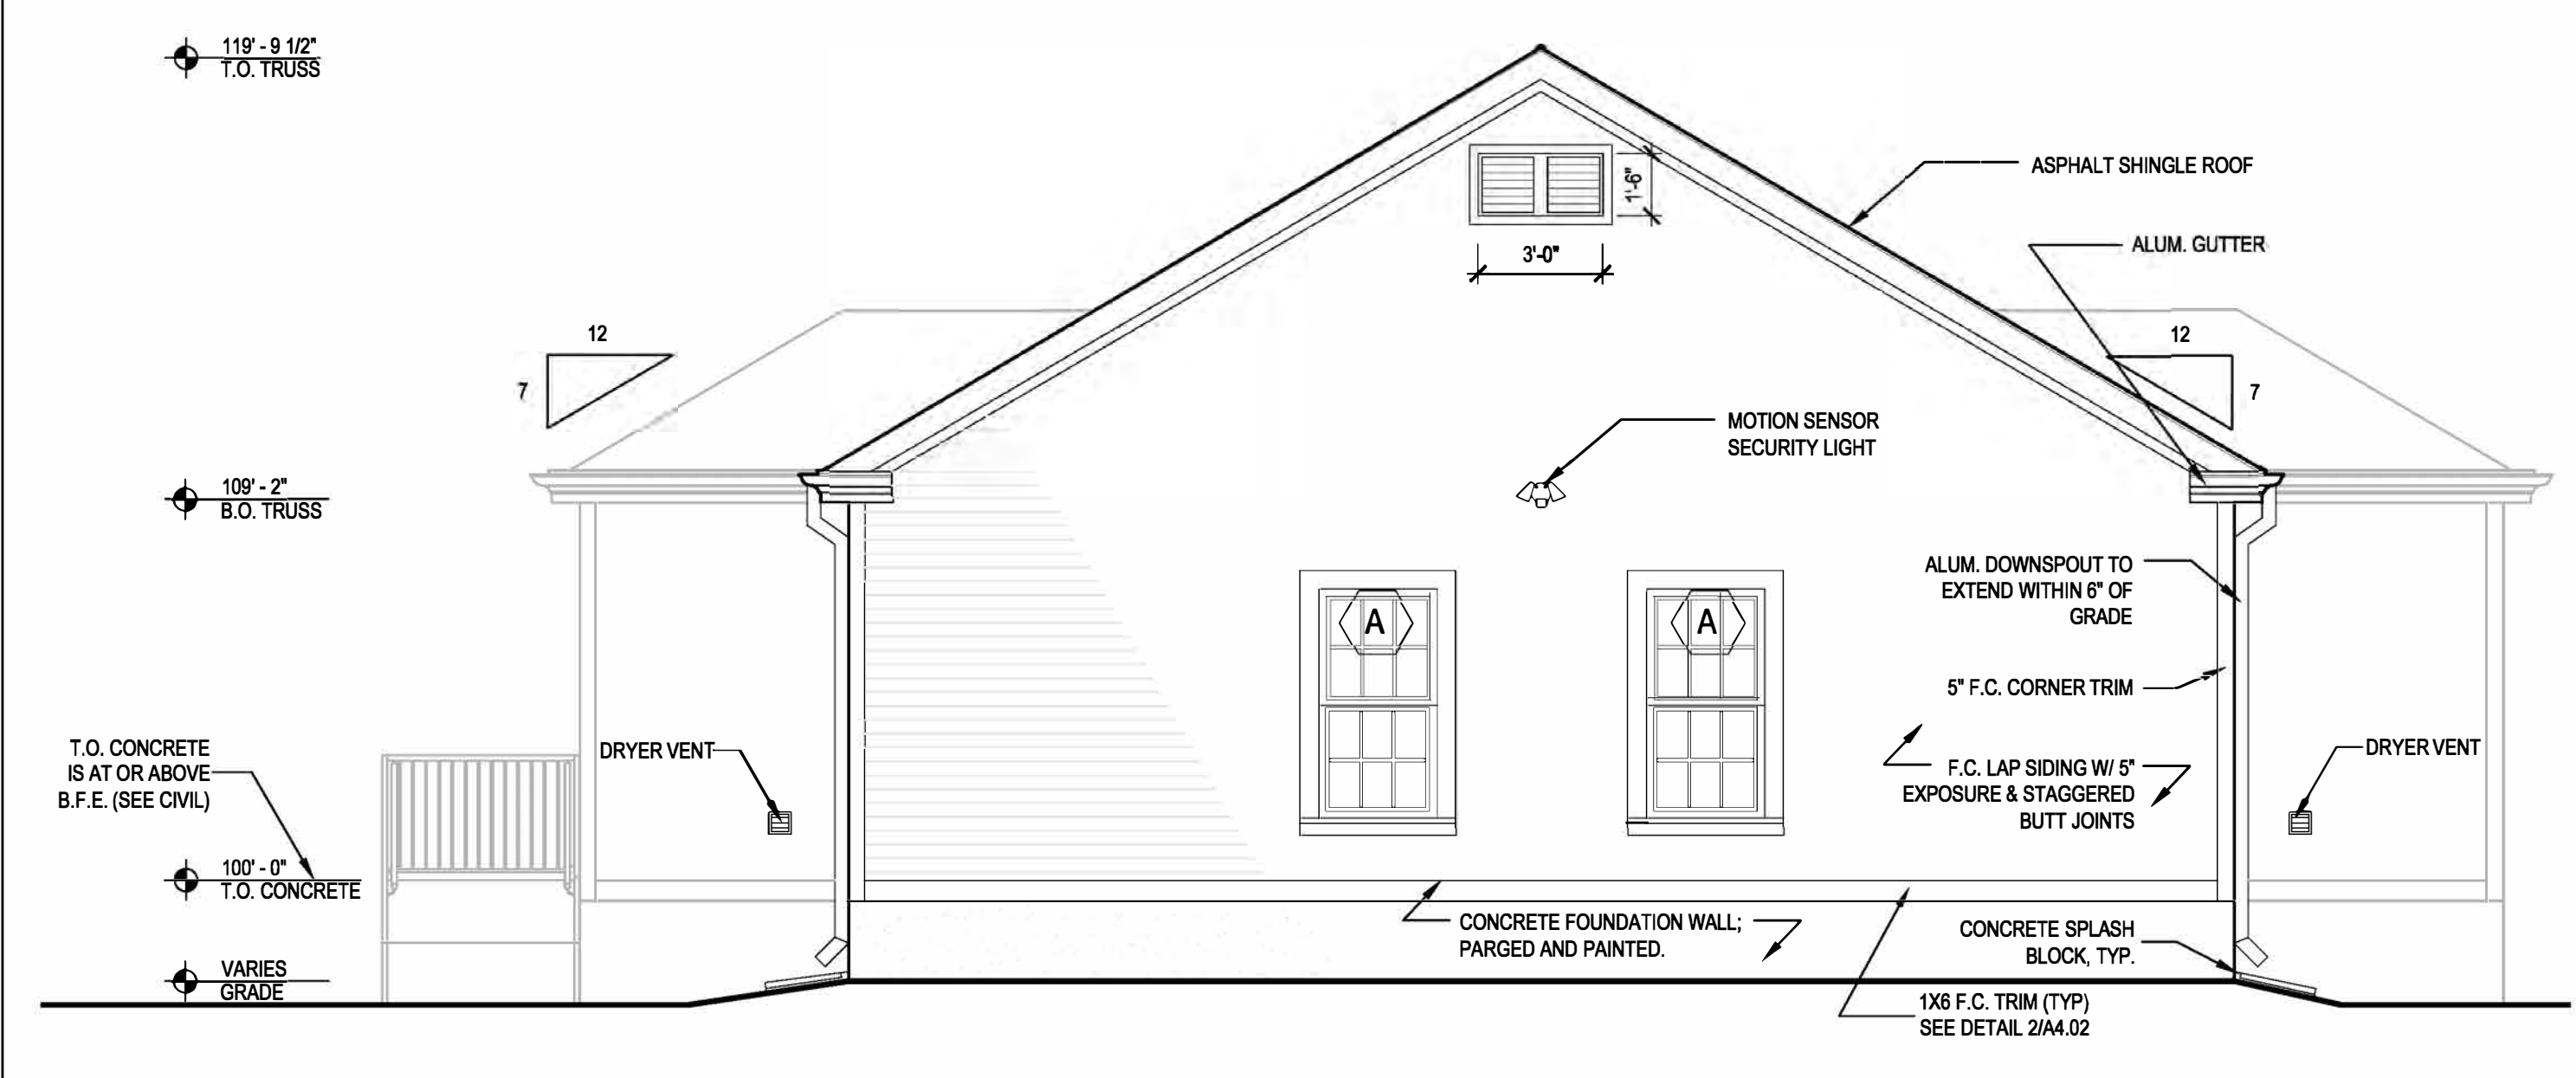 119' - 9 1/2"
T.O. TRUSS
ASPHALT SHINGLE ROOF
1'-6"
ALUM. GUTTER
3'-0"
12
7
12
7
MOTION SENSOR
SECURITY LIGHT
109' - 2"
B.O. TRUSS
A
A
ALUM. DOWNSPOUT TO
EXTEND WITHIN 6" OF
GRADE
5" F.C. CORNER TRIM
T.O. CONCRETE
IS AT OR ABOVE
B.F.E. (SEE CIVIL)
DRYER VENT
F.C. LAP SIDING W/ 5"
EXPOSURE & STAGGERED
BUTT JOINTS
DRYER VENT
100' - 0"
T.O. CONCRETE
CONCRETE FOUNDATION WALL;
PARGED AND PAINTED.
CONCRETE SPLASH
BLOCK, TYP.
VARIES
GRADE
1X6 F.C. TRIM (TYP)
SEE DETAIL 2/A4.02